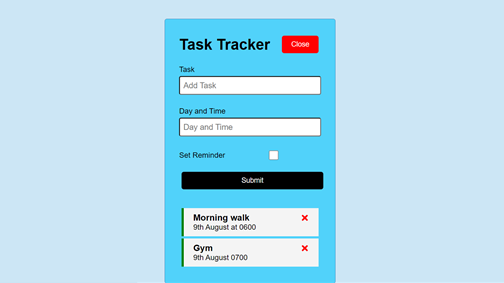 Task Tracker
Close
Task
Add Task
Day and Time
Day and Time
Set Reminder
Submit
Morning walk
9th August at 0600
Gym
9th August 0700